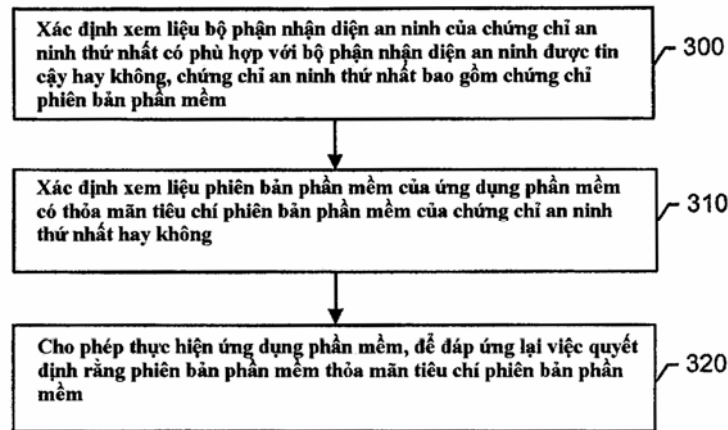 Xác định xem liệu bộ phận nhận diện an ninh của chứng chỉ an
ninh thứ nhất có phù hợp với bộ phận nhận diện an ninh được tin
cậy hay không, chứng chỉ an ninh thứ nhất bao gồm chứng chỉ
phiên bản phần mềm
300
Xác định xem liệu phiên bản phần mềm của ứng dụng phần mềm
có thỏa mãn tiêu chí phiên bản phần mềm của chứng chỉ an ninh
thứ nhất hay không
310
Cho phép thực hiện ứng dụng phần mềm, để đáp ứng lại việc quyết
định rằng phiên bản phần mềm thỏa mãn tiêu chí phiên bản phần
mềm
320